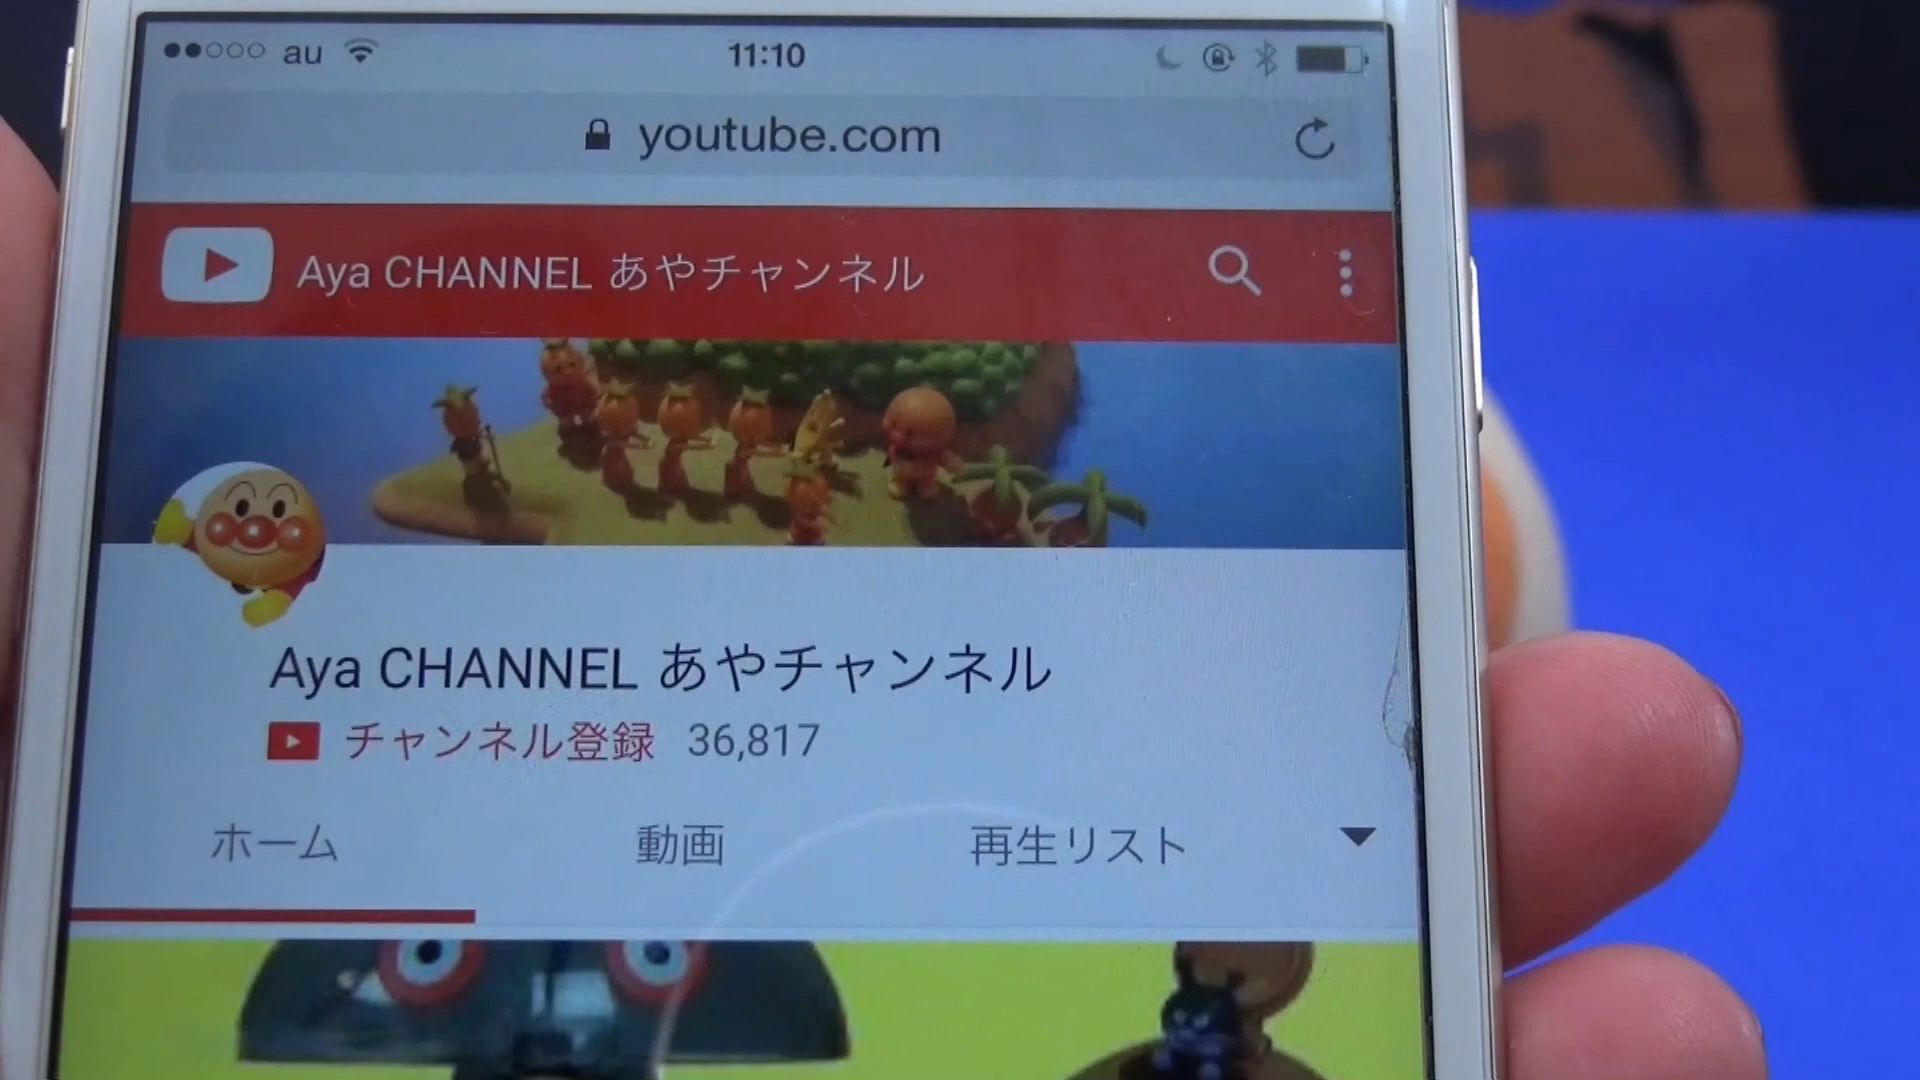 au 11:10
youtube.com
Aya CHANNEL あやチャンネル
Aya CHANNEL あやチャンネル
チャンネル登録 36,817
ホーム 動画 再生リスト